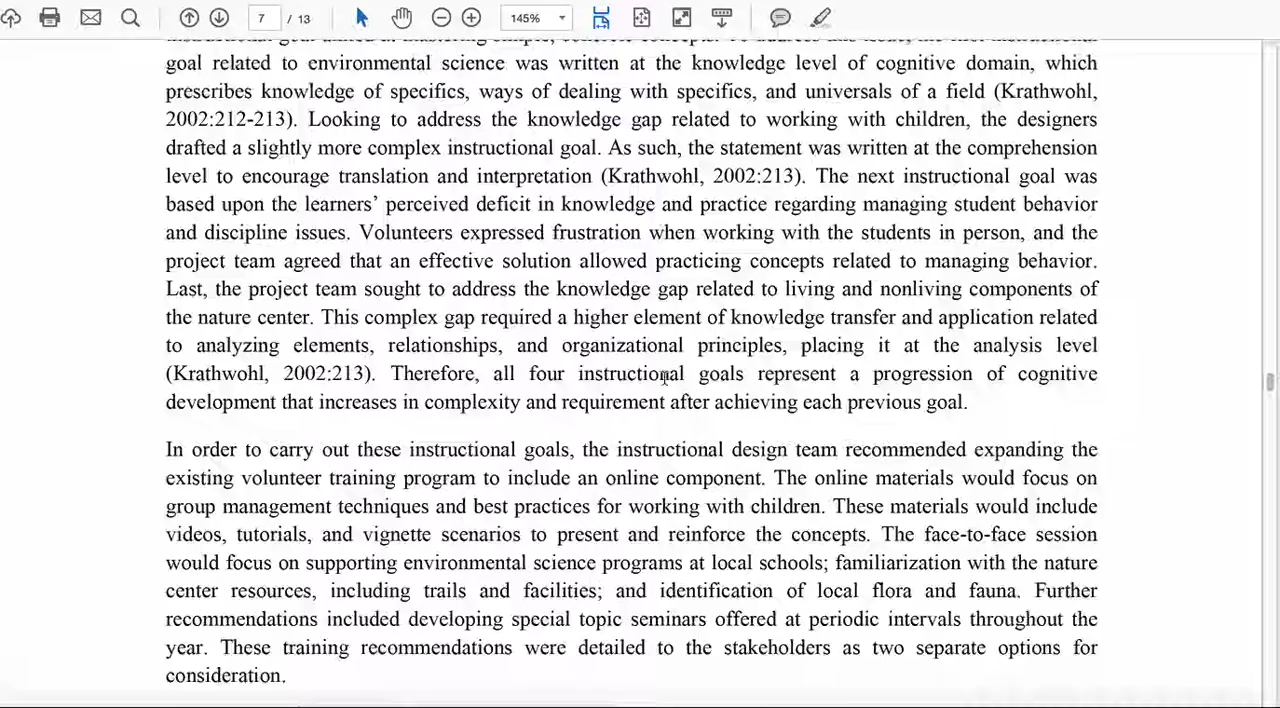 7 / 13
145%
goal related to environmental science was written at the knowledge level of cognitive domain, which
prescribes knowledge of specifics, ways of dealing with specifics, and universals of a field (Krathwohl,
2002:212-213). Looking to address the knowledge gap related to working with children, the designers
drafted a slightly more complex instructional goal. As such, the statement was written at the comprehension
level to encourage translation and interpretation (Krathwohl, 2002:213). The next instructional goal was
based upon the learners’ perceived deficit in knowledge and practice regarding managing student behavior
and discipline issues. Volunteers expressed frustration when working with the students in person, and the
project team agreed that an effective solution allowed practicing concepts related to managing behavior.
Last, the project team sought to address the knowledge gap related to living and nonliving components of
the nature center. This complex gap required a higher element of knowledge transfer and application related
to analyzing elements, relationships, and organizational principles, placing it at the analysis level
(Krathwohl, 2002:213). Therefore, all four instructional goals represent a progression of cognitive
development that increases in complexity and requirement after achieving each previous goal.
In order to carry out these instructional goals, the instructional design team recommended expanding the
existing volunteer training program to include an online component. The online materials would focus on
group management techniques and best practices for working with children. These materials would include
videos, tutorials, and vignette scenarios to present and reinforce the concepts. The face-to-face session
would focus on supporting environmental science programs at local schools; familiarization with the nature
center resources, including trails and facilities; and identification of local flora and fauna. Further
recommendations included developing special topic seminars offered at periodic intervals throughout the
year. These training recommendations were detailed to the stakeholders as two separate options for
consideration.